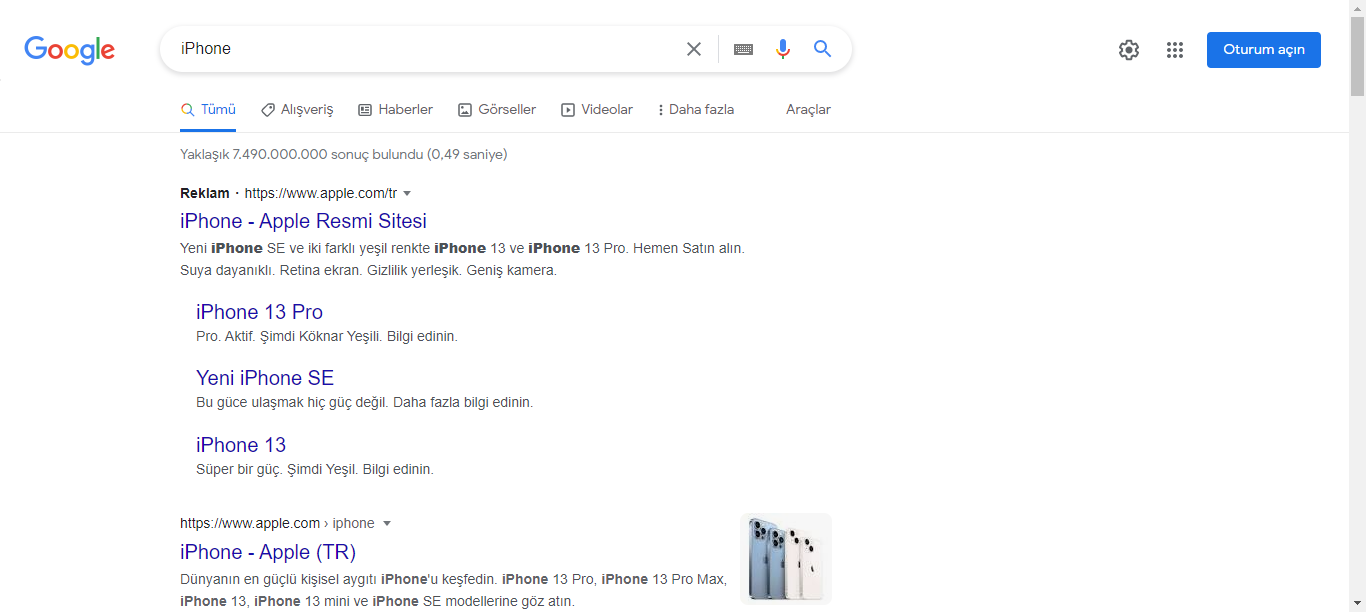 Google
iPhone
Oturum açın
Tümü
Alışveriş
Haberler
Görseller
Videolar
Daha fazla
Araçlar
Yaklaşık 7.490.000.000 sonuç bulundu (0,49 saniye)
Reklam · https://www.apple.com/tr
iPhone - Apple Resmi Sitesi
Yeni iPhone SE ve iki farklı yeşil renkte iPhone 13 ve iPhone 13 Pro. Hemen Satın alın.
Suya dayanıklı. Retina ekran. Gizlilik yerleşik. Geniş kamera.
iPhone 13 Pro
Pro. Aktif. Şimdi Köknar Yeşili. Bilgi edinin.
Yeni iPhone SE
Bu güce ulaşmak hiç güç değil. Daha fazla bilgi edinin.
iPhone 13
Süper bir güç. Şimdi Yeşil. Bilgi edinin.
https://www.apple.com › iphone
iPhone - Apple (TR)
Dünyanın en güçlü kişisel aygıtı iPhone'u keşfedin. iPhone 13 Pro, iPhone 13 Pro Max,
iPhone 13, iPhone 13 mini ve iPhone SE modellerine göz atın.